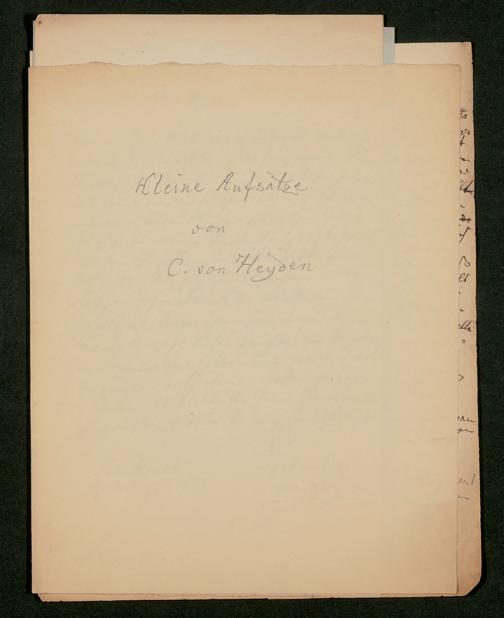 Kleine Aufsätze
von
C. von Heyden